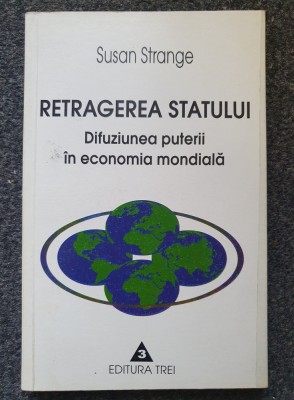 Susan Strange
RETRAGEREA STATULUI
Difuziunea puterii
în economia mondială
3
EDITURA TREI